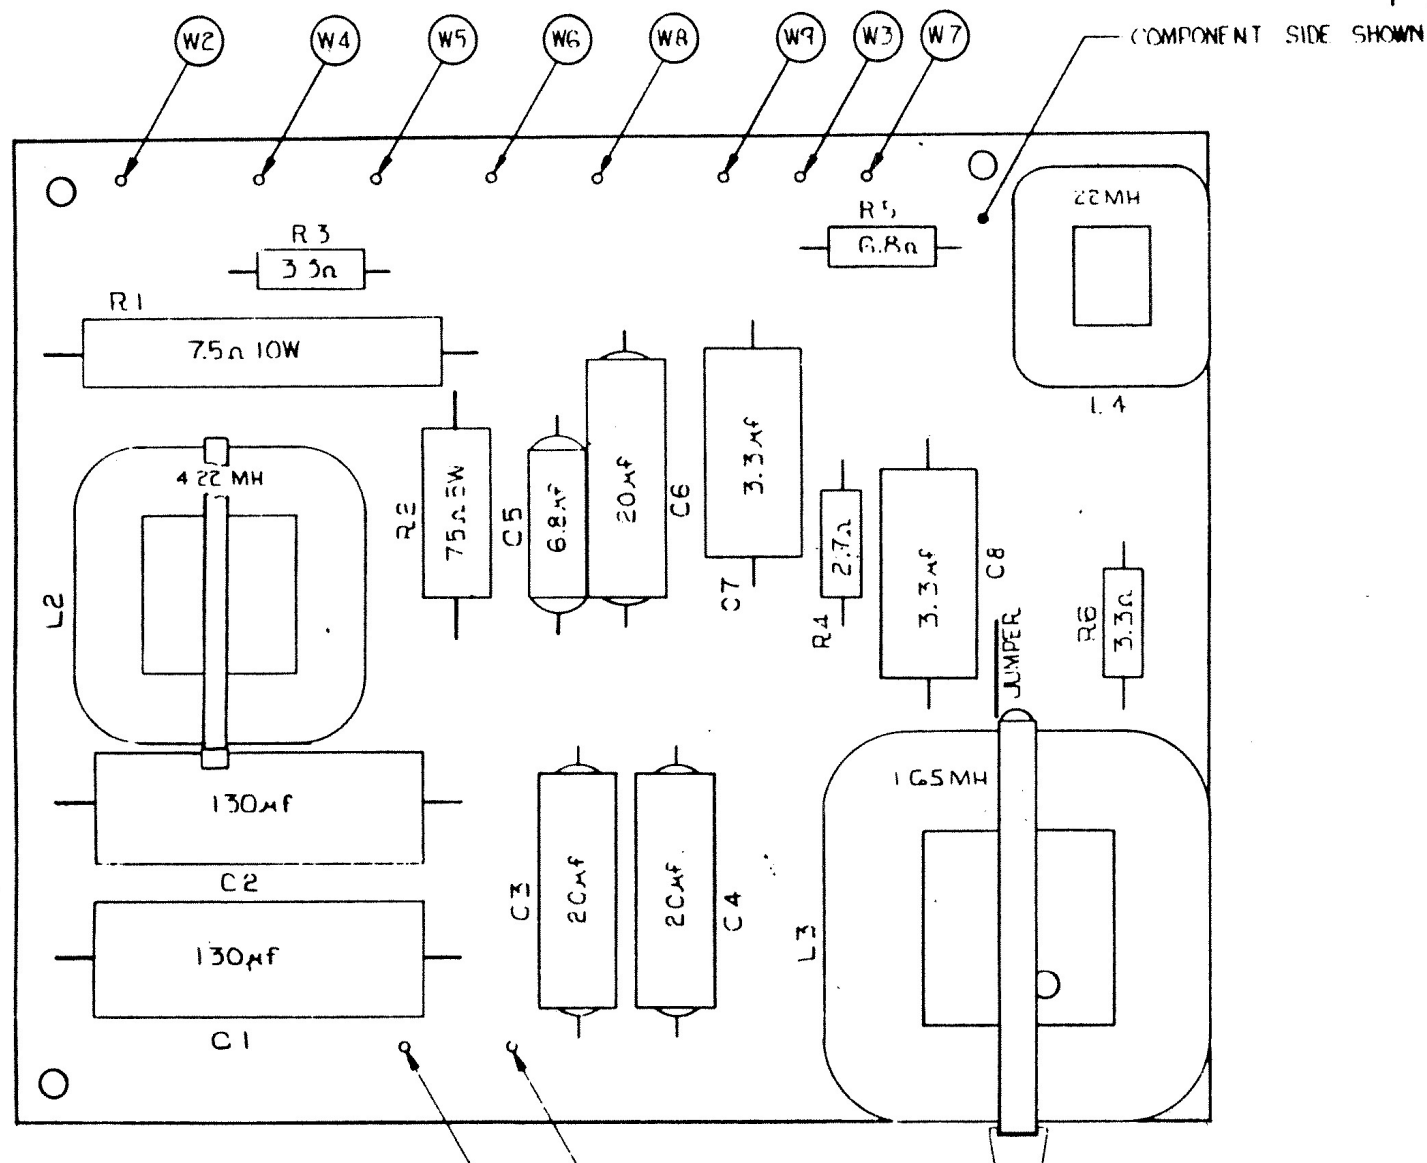 W2 W4 W5 W6 W8 W9 W3 W7
COMPONENT SIDE SHOWN
22MH
R5
6.8Ω
R3
3.3Ω
R1
7.5Ω 10W
L4
4.22 MH
L2
R2
75Ω 5W
C5
6.8µf
20µf
C6
3.3µf
C7
2.7Ω
R4
3.3µf
C8
JUMPER
R6
3.3Ω
130µf
C2
130µf
C1
C3
20µf
20µf
C4
L3
MH